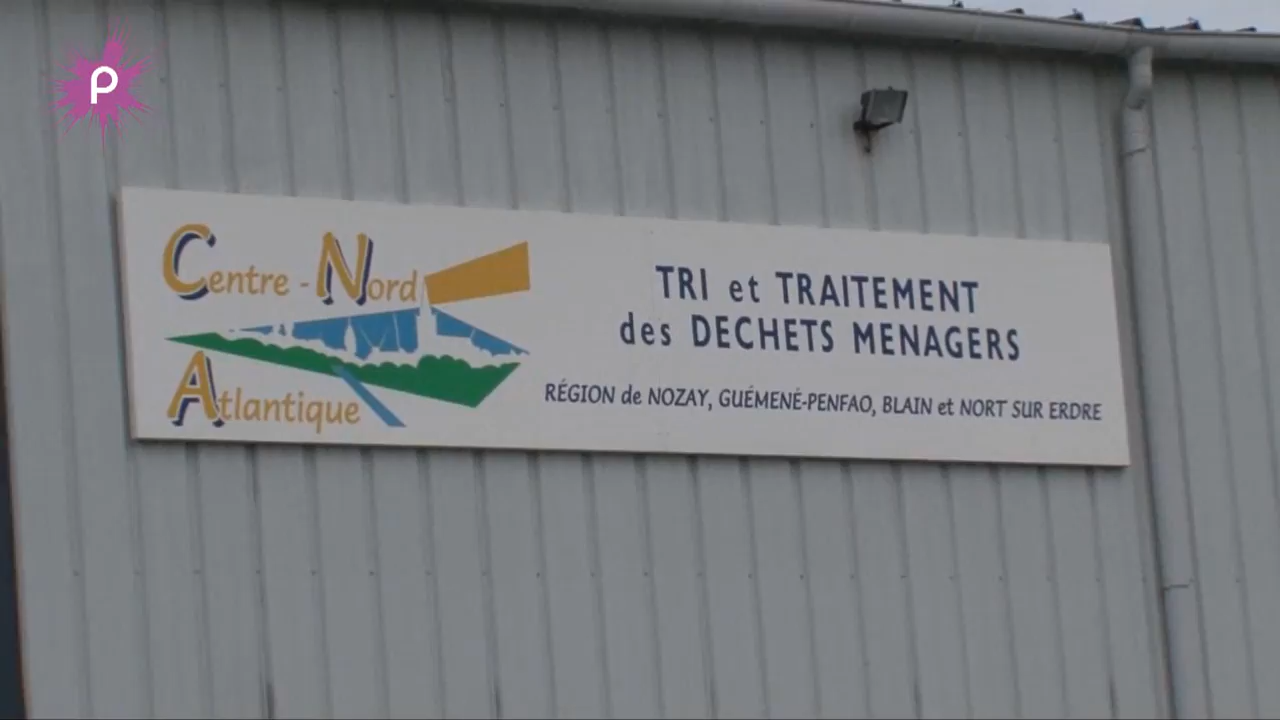 P
Centre - Nord
Atlantique
TRI et TRAITEMENT
des DECHETS MENAGERS
RÉGION de NOZAY, GUÉMENÉ-PENFAO, BLAIN et NORT SUR ERDRE